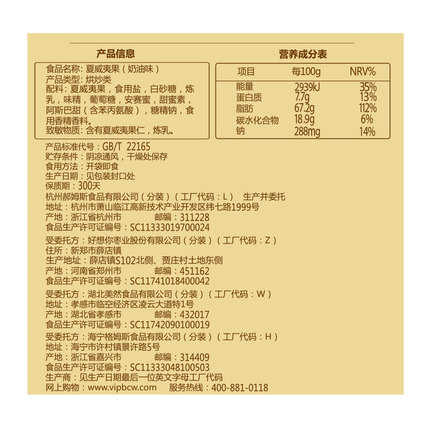 产品信息
食品名称：夏威夷果（奶油味）
产品类型：烘炒类
配料：夏威夷果，食用盐，白砂糖，炼
乳，味精，葡萄糖，安赛蜜，甜蜜素，
阿斯巴甜（含苯丙氨酸），糖精钠，食
用香精香料。
致敏物质：含有夏威夷果仁，炼乳。
营养成分表
项目 每100g NRV%
能量 2939kJ 35%
蛋白质 7.7g 13%
脂肪 67.2g 112%
碳水化合物 18.9g 6%
钠 288mg 14%
产品标准代号：GB/T 22165
贮存条件：阴凉通风，干燥处保存
食用方法：开袋即食
生产日期：见包装封口处
保质期：300天
杭州郝姆斯食品有限公司（分装）（工厂代码：L） 生产并委托
地址：杭州市萧山临江高新技术产业开发区纬七路1999号
产地：浙江省杭州市 邮编：311228
食品生产许可证编号：SC11333019700024
受委托方：好想你枣业股份有限公司（分装）（工厂代码：Z）
住所：新郑市薛店镇
生产地址：薛店镇S102北侧、贾庄村土地东侧
产地：河南省郑州市 邮编：451162
食品生产许可证编号：SC11741018400042
受委托方：湖北美然食品有限公司（分装）（工厂代码：W）
地址：孝感市临空经济区凌云大道特1号
产地：湖北省孝感市 邮编：432017
食品生产许可证编号：SC11742090100019
受委托方：海宁格姆斯食品有限公司（分装）（工厂代码：H）
地址：海宁市许村镇景许路5号
产地：浙江省嘉兴市 邮编：314409
食品生产许可证编号：SC11333048100503
生产商：见生产日期最后一位英文字母工厂代码
网上购物：www.vipbcw.com 服务热线：400-881-0118